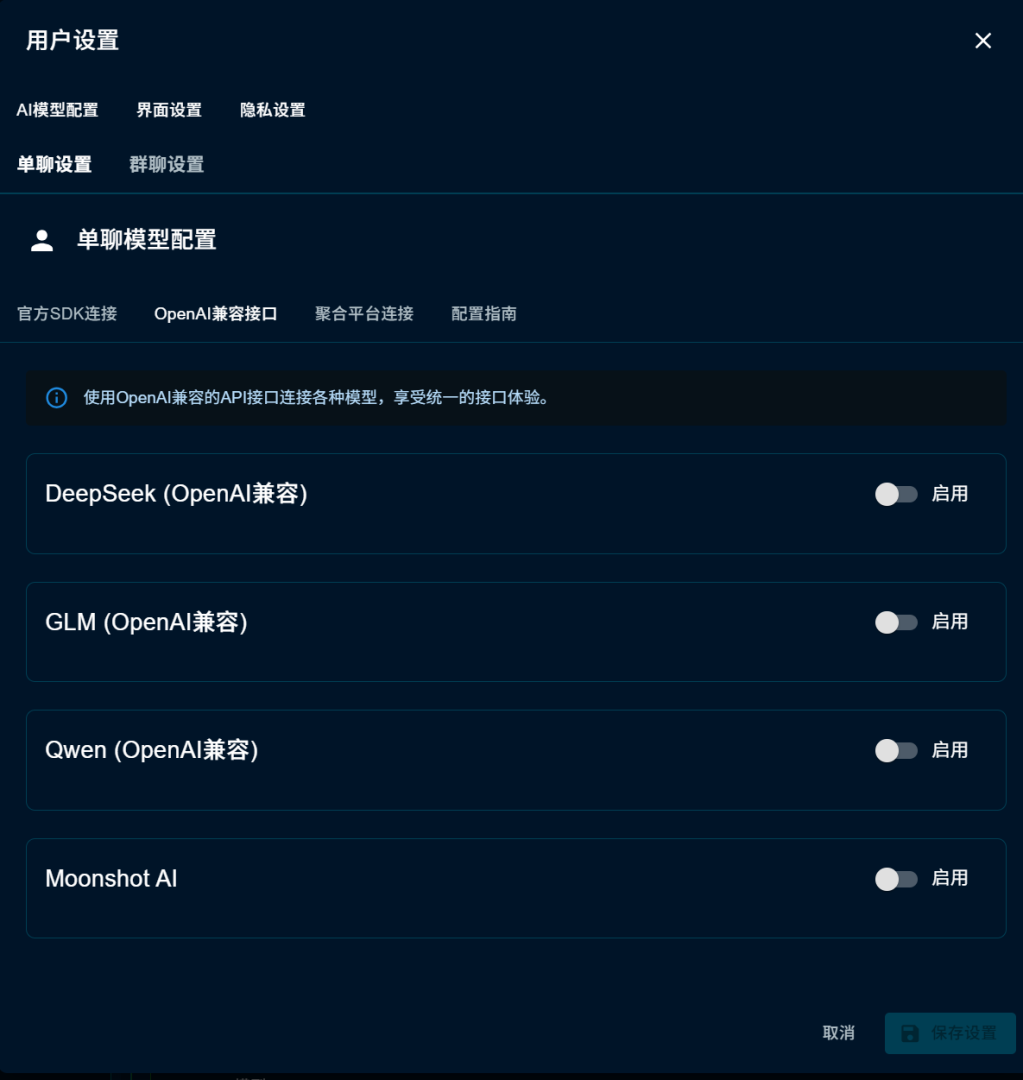 用户设置
AI模型配置 界面设置 隐私设置
单聊设置 群聊设置
单聊模型配置
官方SDK连接 OpenAI兼容接口 聚合平台连接 配置指南
使用OpenAI兼容的API接口连接各种模型，享受统一的接口体验。
DeepSeek (OpenAI兼容) 启用
GLM (OpenAI兼容) 启用
Qwen (OpenAI兼容) 启用
Moonshot AI 启用
取消 保存设置